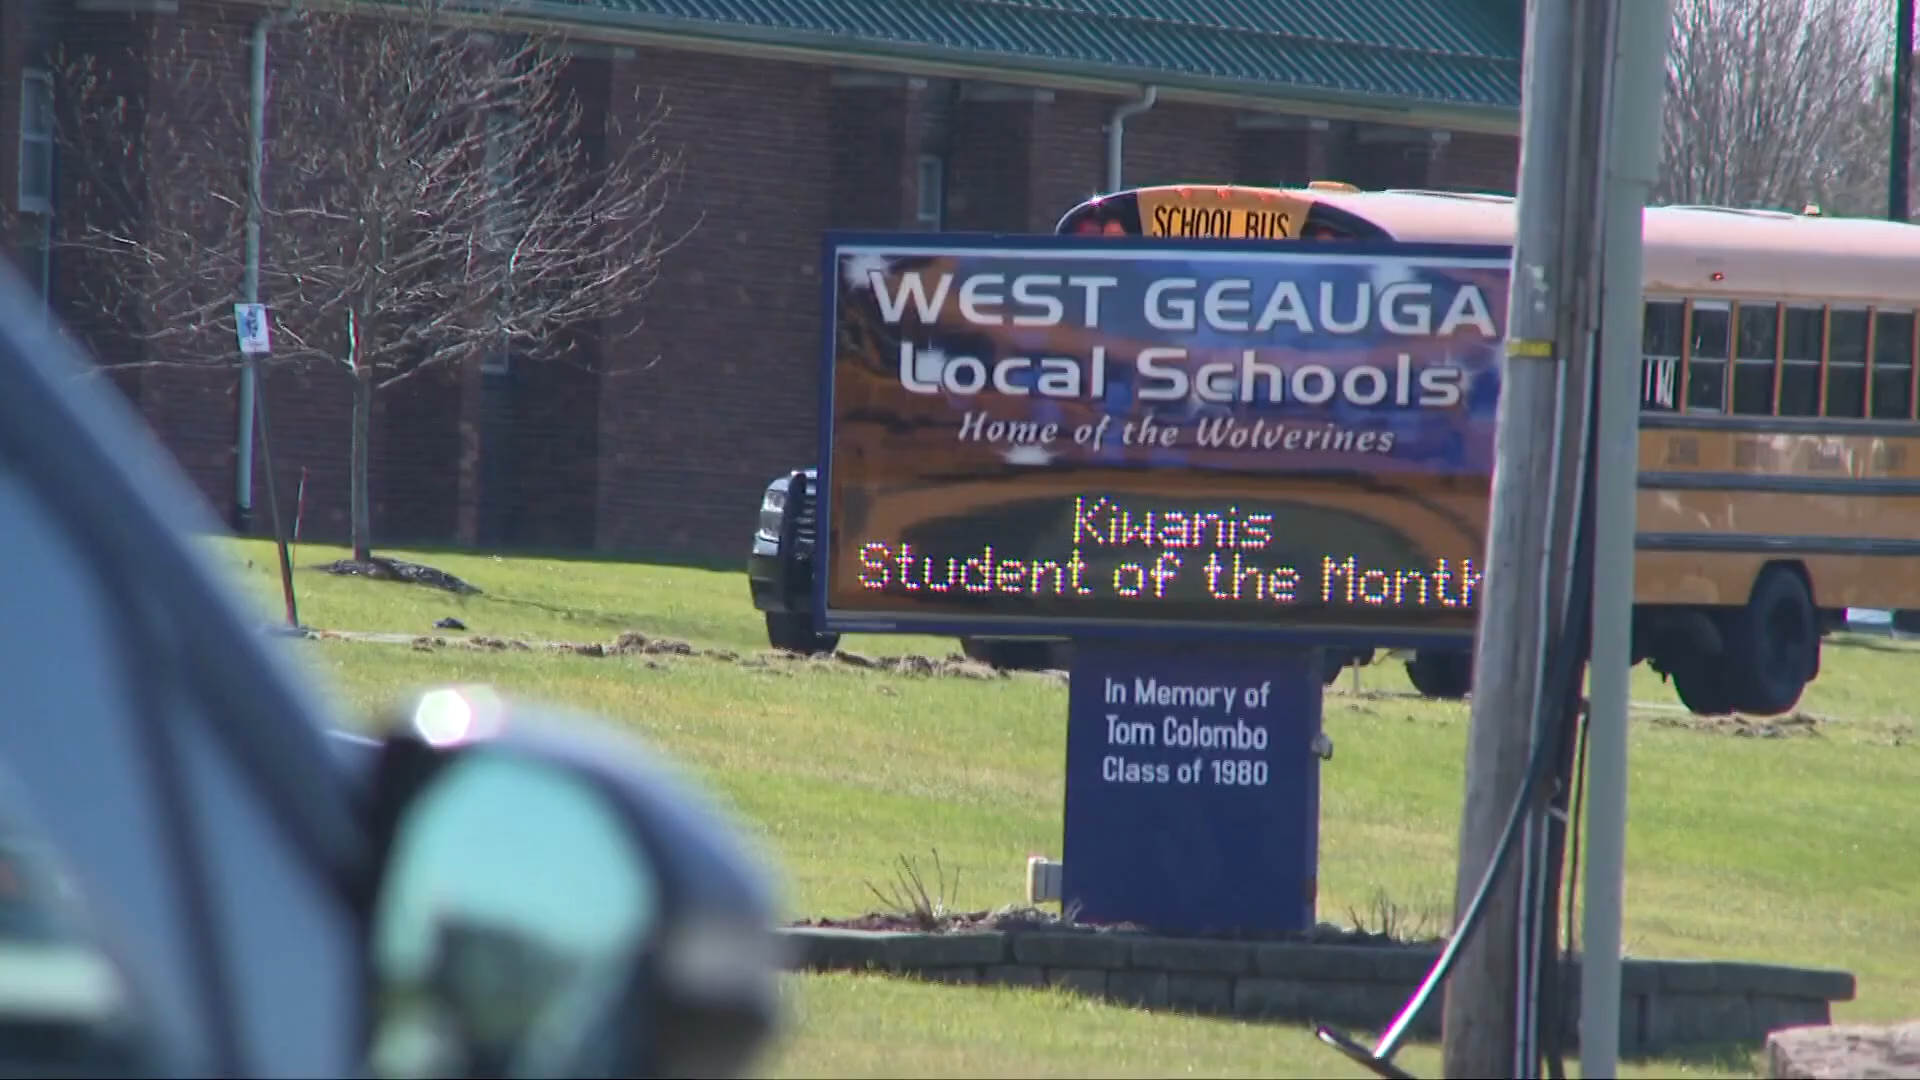 SCHOOL BUS
WEST GEAUGA
Local Schools
Home of the Wolverines
Kiwanis
Student of the Month
In Memory of
Tom Colombo
Class of 1980